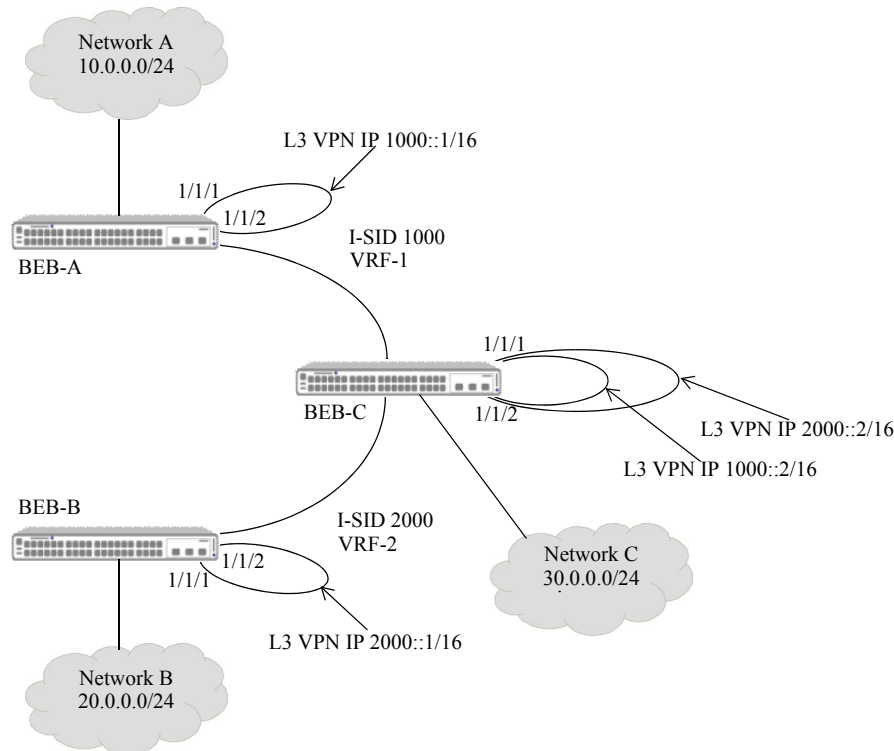 Network A
10.0.0.0/24
L3 VPN IP 1000::1/16
1/1/1
1/1/2
BEB-A
I-SID 1000
VRF-1
1/1/1
BEB-C
1/1/2
L3 VPN IP 2000::2/16
L3 VPN IP 1000::2/16
BEB-B
I-SID 2000
VRF-2
1/1/2
1/1/1
Network C
30.0.0.0/24
L3 VPN IP 2000::1/16
Network B
20.0.0.0/24